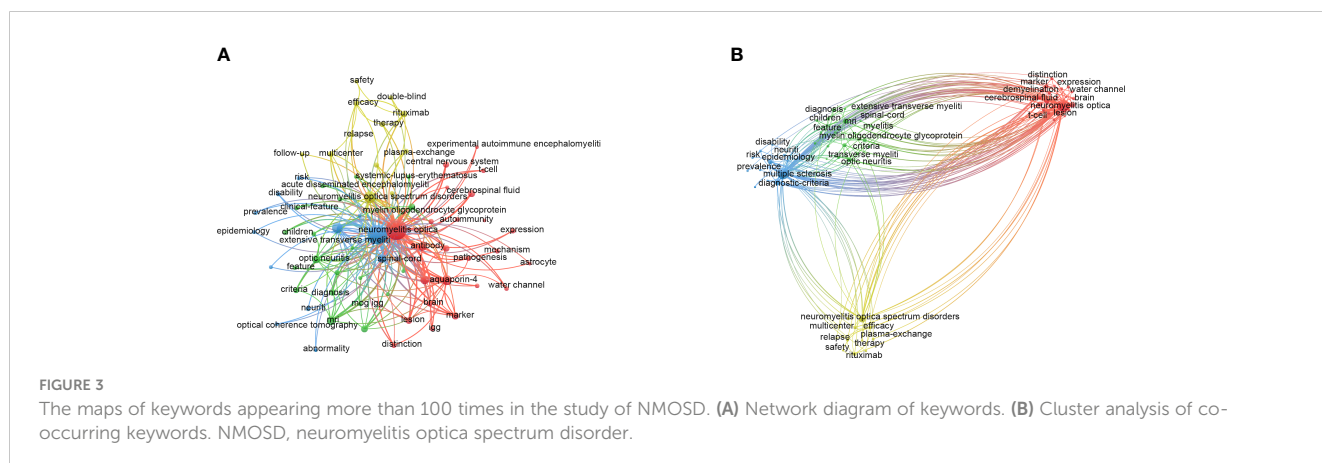 A
B
safety
double-blind
efficacy
rituximab
therapy
relapse
experimental autoimmune encephalomyeliti
follow-up
multicenter
plasma-exchange
central nervous system
t-cell
risk
systemic-lupus-erythematosus
acute disseminated encephalomyeliti
cerebrospinal fluid
disability
neuromyelitis optica spectrum disorders
clinical-feature
prevalence
myelin oligodendrocyte glycoprotein
autoimmunity
epidemiology
children
neuromyelitis optica
expression
extensive transverse myeliti
antibody
mechanism
optic neuritis
spinal-cord
pathogenesis
astrocyte
feature
aquaporin-4
water channel
criteria
diagnosis
brain
neuriti
mog igg
marker
mri
lesion
optical coherence tomography
igg
distinction
abnormality
distinction
marker
expression
demyelination
water channel
cerebrospinal fluid
brain
neuromyelitis optica
t-cell
lesion
diagnosis
extensive transverse myeliti
children
spinal-cord
mri
feature
myelitis
myelin oligodendrocyte glycoprotein
disability
criteria
neuriti
risk
epidemiology
transverse myeliti
optic neuritis
prevalence
multiple sclerosis
diagnostic-criteria
neuromyelitis optica spectrum disorders
multicenter
efficacy
relapse
plasma-exchange
safety
therapy
rituximab
FIGURE 3
The maps of keywords appearing more than 100 times in the study of NMOSD. (A) Network diagram of keywords. (B) Cluster analysis of co-
occurring keywords. NMOSD, neuromyelitis optica spectrum disorder.